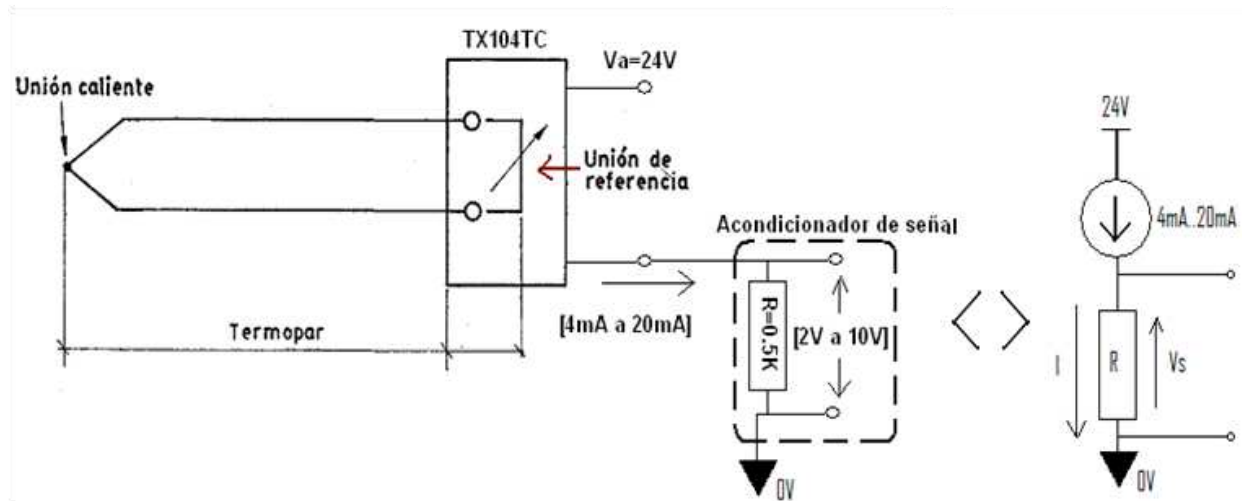 TX104TC
Va=24V
Unión caliente
Unión de
referencia
Termopar
[4mA a 20mA]
Acondicionador de señal
R=0.5K
[2V a 10V]
0V
24V
4mA..20mA
I
R
Vs
0V